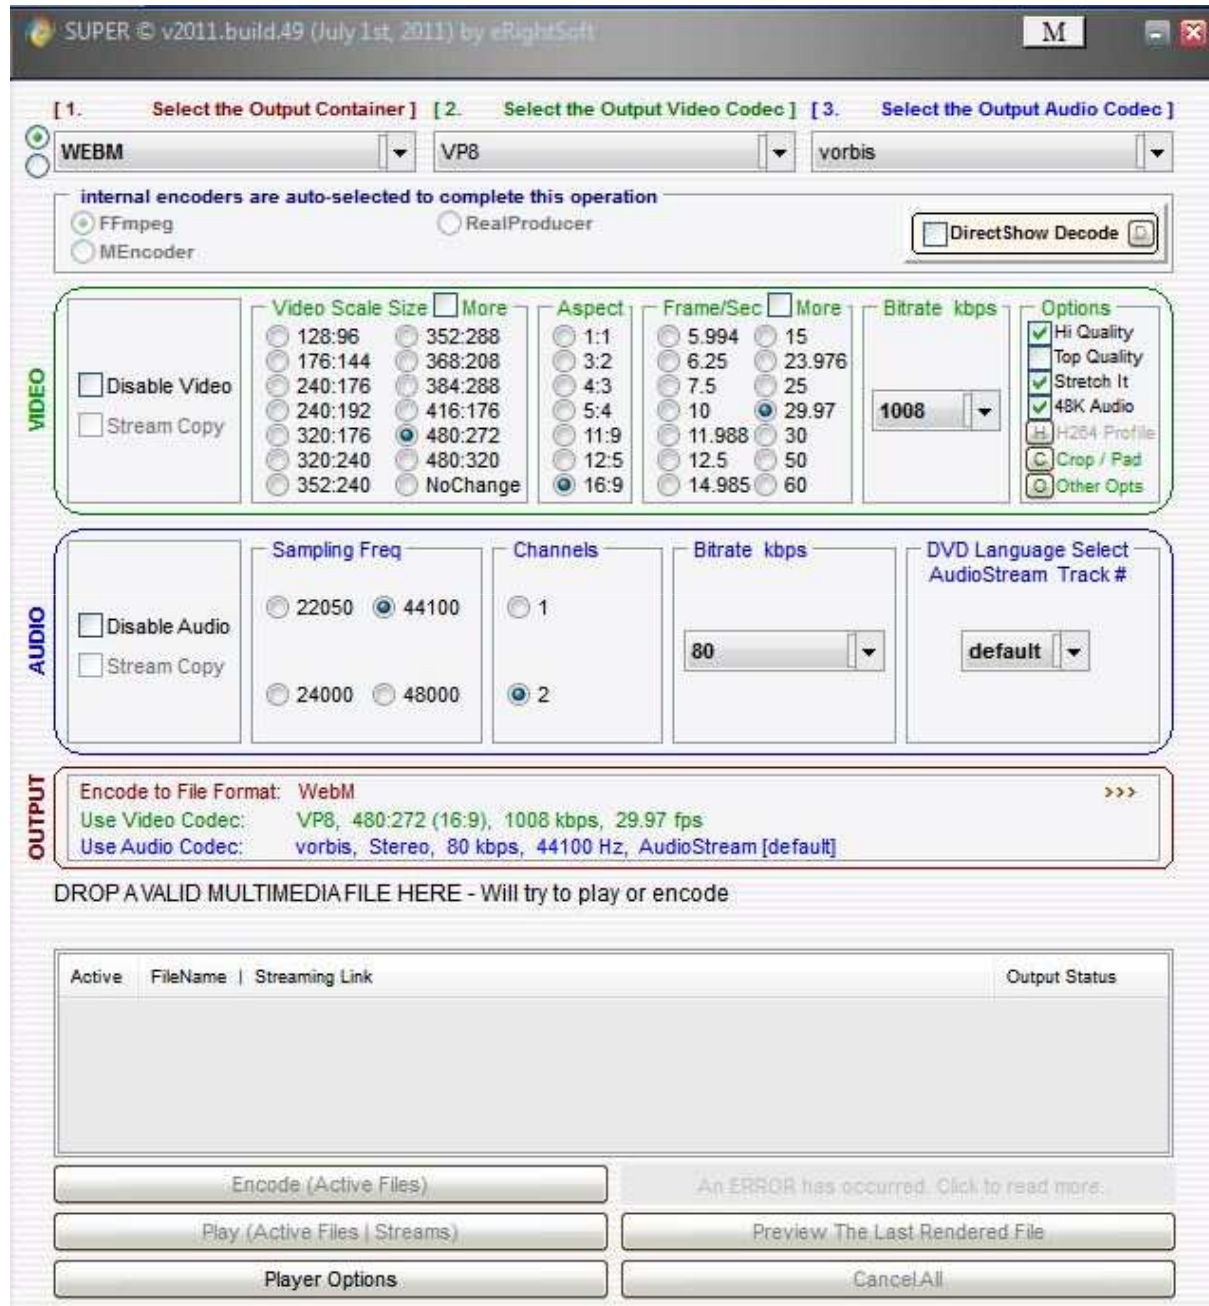 SUPER © v2011.build.49 (July 1st, 2011) by eRightSoft
M
[ 1. Select the Output Container ] [ 2. Select the Output Video Codec ] [ 3. Select the Output Audio Codec ]
WEBM VP8 vorbis
internal encoders are auto-selected to complete this operation
FFmpeg RealProducer
MEncoder
DirectShow Decode D
VIDEO
Disable Video
Stream Copy
Video Scale Size More
128:96 352:288
176:144 368:208
240:176 384:288
240:192 416:176
320:176 480:272
320:240 480:320
352:240 NoChange
Aspect
1:1
3:2
4:3
5:4
11:9
12:5
16:9
Frame/Sec More
5.994 15
6.25 23.976
7.5 25
10 29.97
11.988 30
12.5 50
14.985 60
Bitrate kbps
1008
Options
Hi Quality
Top Quality
Stretch It
48K Audio
H H264 Profile
C Crop / Pad
O Other Opts
AUDIO
Disable Audio
Stream Copy
Sampling Freq
22050 44100
24000 48000
Channels
1
2
Bitrate kbps
80
DVD Language Select
AudioStream Track #
default
OUTPUT
Encode to File Format: WebM >>>
Use Video Codec: VP8, 480:272 (16:9), 1008 kbps, 29.97 fps
Use Audio Codec: vorbis, Stereo, 80 kbps, 44100 Hz, AudioStream [default]
DROP A VALID MULTIMEDIA FILE HERE - Will try to play or encode
Active FileName | Streaming Link Output Status
Encode (Active Files) An ERROR has occurred. Click to read more.
Play (Active Files | Streams) Preview The Last Rendered File
Player Options Cancel All